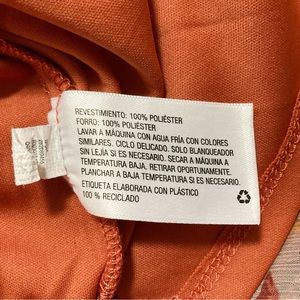 REVESTIMIENTO: 100% POLIÉSTER
FORRO: 100% POLIÉSTER
LAVAR A MÁQUINA CON AGUA FRÍA CON COLORES
SIMILARES. CICLO DELICADO. SOLO BLANQUEADOR
SIN LEJÍA SI ES NECESARIO. SECAR A MÁQUINA A
TEMPERATURA BAJA, RETIRAR OPORTUNAMENTE.
PLANCHAR A BAJA TEMPERATURA SI ES NECESARIO.
ETIQUETA ELABORADA CON PLÁSTICO
100 % RECICLADO